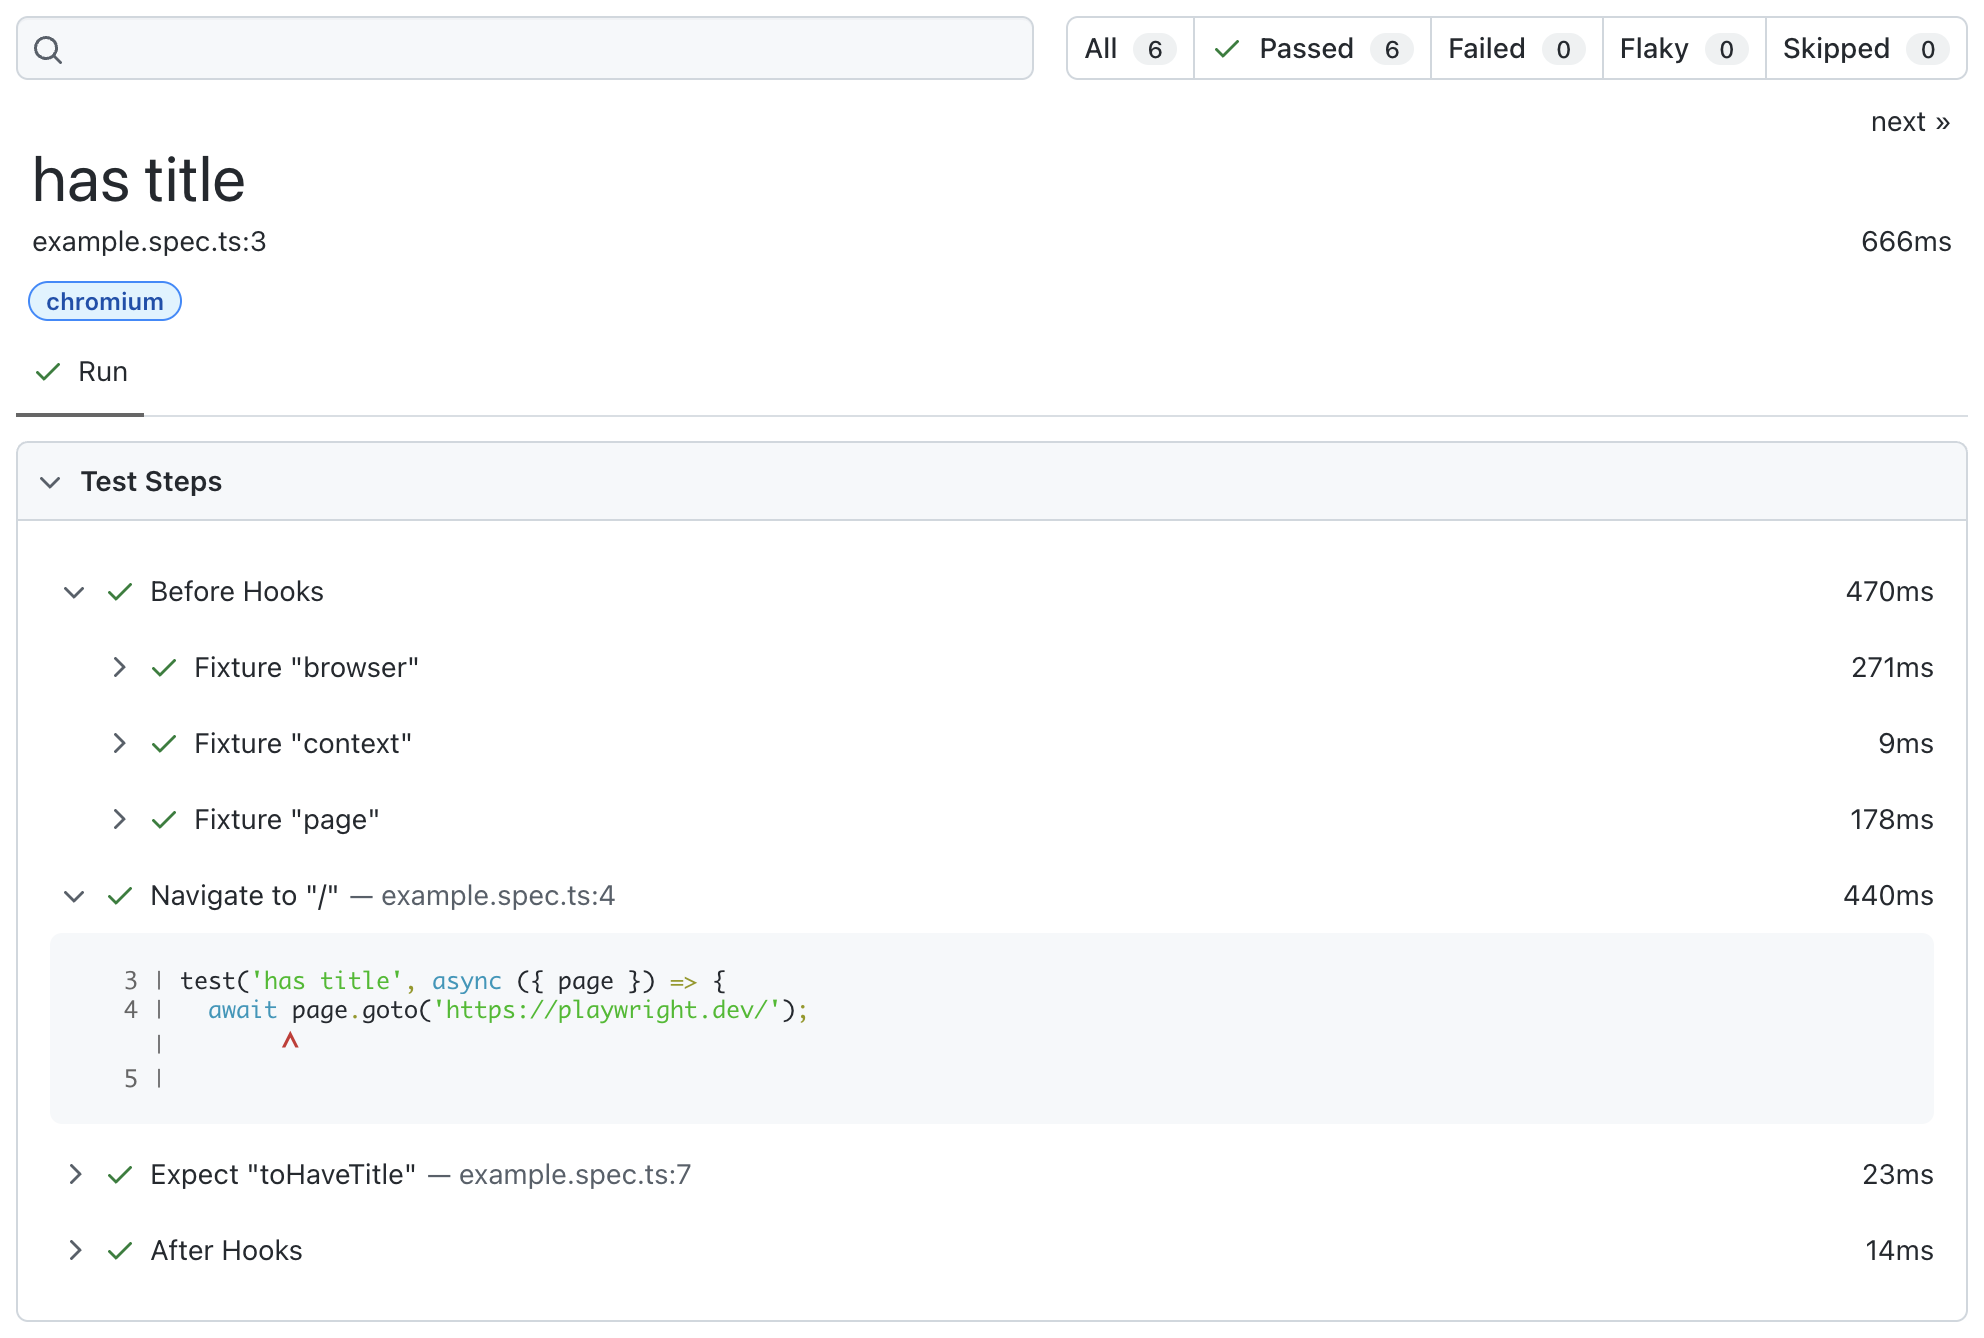 All 6 Passed 6 Failed 0 Flaky 0 Skipped 0
next »
has title
example.spec.ts:3 666ms
chromium
Run
Test Steps
Before Hooks 470ms
Fixture "browser" 271ms
Fixture "context" 9ms
Fixture "page" 178ms
Navigate to "/" — example.spec.ts:4 440ms
3 | test('has title', async ({ page }) => {
4 |   await page.goto('https://playwright.dev/');
|         ^
5 |
Expect "toHaveTitle" — example.spec.ts:7 23ms
After Hooks 14ms